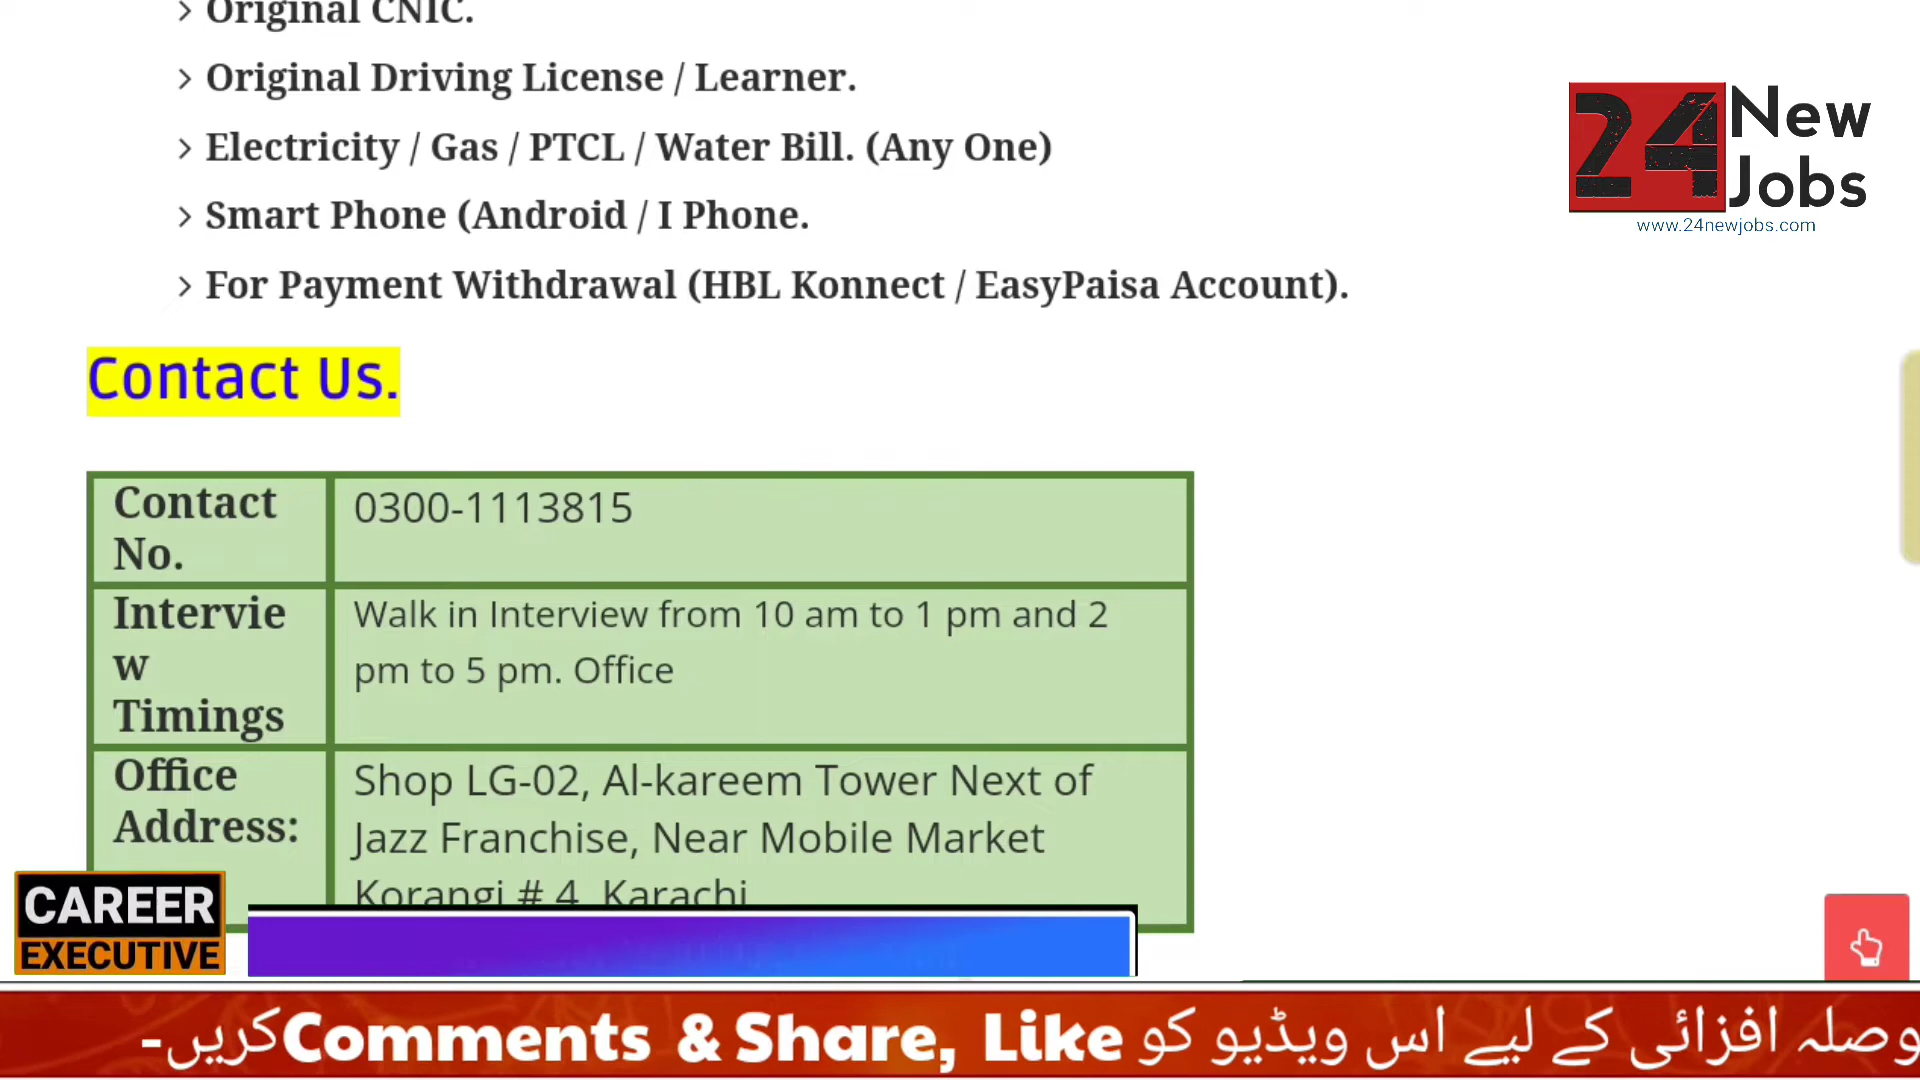 > Original CNIC.
> Original Driving License / Learner.
> Electricity / Gas / PTCL / Water Bill. (Any One)
> Smart Phone (Android / I Phone.
> For Payment Withdrawal (HBL Konnect / EasyPaisa Account).
24 New Jobs
www.24newjobs.com
Contact Us.
Contact
No.
0300-1113815
Intervie
w
Timings
Walk in Interview from 10 am to 1 pm and 2
pm to 5 pm. Office
Office
Address:
Shop LG-02, Al-kareem Tower Next of
Jazz Franchise, Near Mobile Market
Korangi # 4, Karachi
CAREER
EXECUTIVE
وصلہ افزائی کے لیے اس ویڈیو کو Like ,Share & Comments کریں-